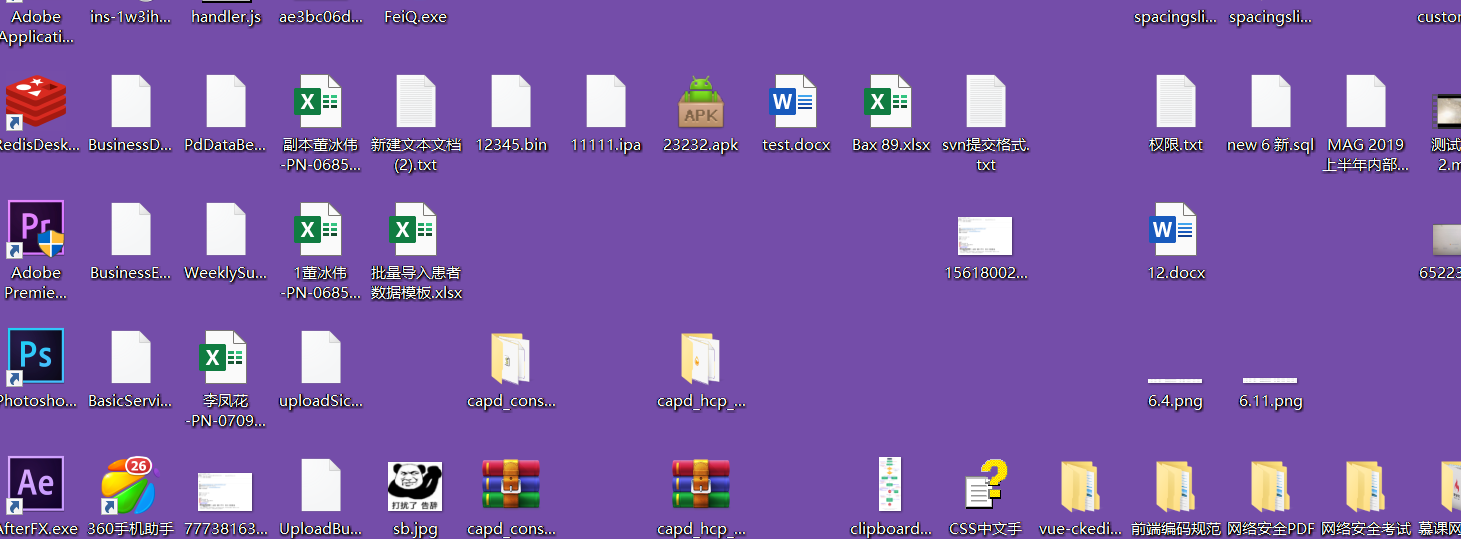 Adobe
Applicati...
ins-1w3ih...
handler.js
ae3bc06d...
FeiQ.exe
spacingsli...
spacingsli...
custom
RedisDesk...
BusinessD...
PdDataBe...
副本董冰伟
-PN-0685...
新建文本文档
(2).txt
12345.bin
11111.ipa
APK
23232.apk
test.docx
Bax 89.xlsx
svn提交格式.
txt
权限.txt
new 6 新.sql
MAG 2019
上半年内部...
测试
2.m
Pr
Adobe
Premie...
BusinessE...
WeeklySu...
1董冰伟
-PN-0685...
批量导入患者
数据模板.xlsx
15618002...
12.docx
65223
Ps
Photosho...
BasicServi...
李凤花
-PN-0709...
uploadSic...
capd_cons...
capd_hcp_...
6.4.png
6.11.png
Ae
AfterFX.exe
26
360手机助手
77738163...
UploadBu...
打扰了 告辞
sb.jpg
capd_cons...
capd_hcp_...
clipboard...
CSS中文手
vue-ckedi...
前端编码规范
网络安全PDF
网络安全考试
慕课网